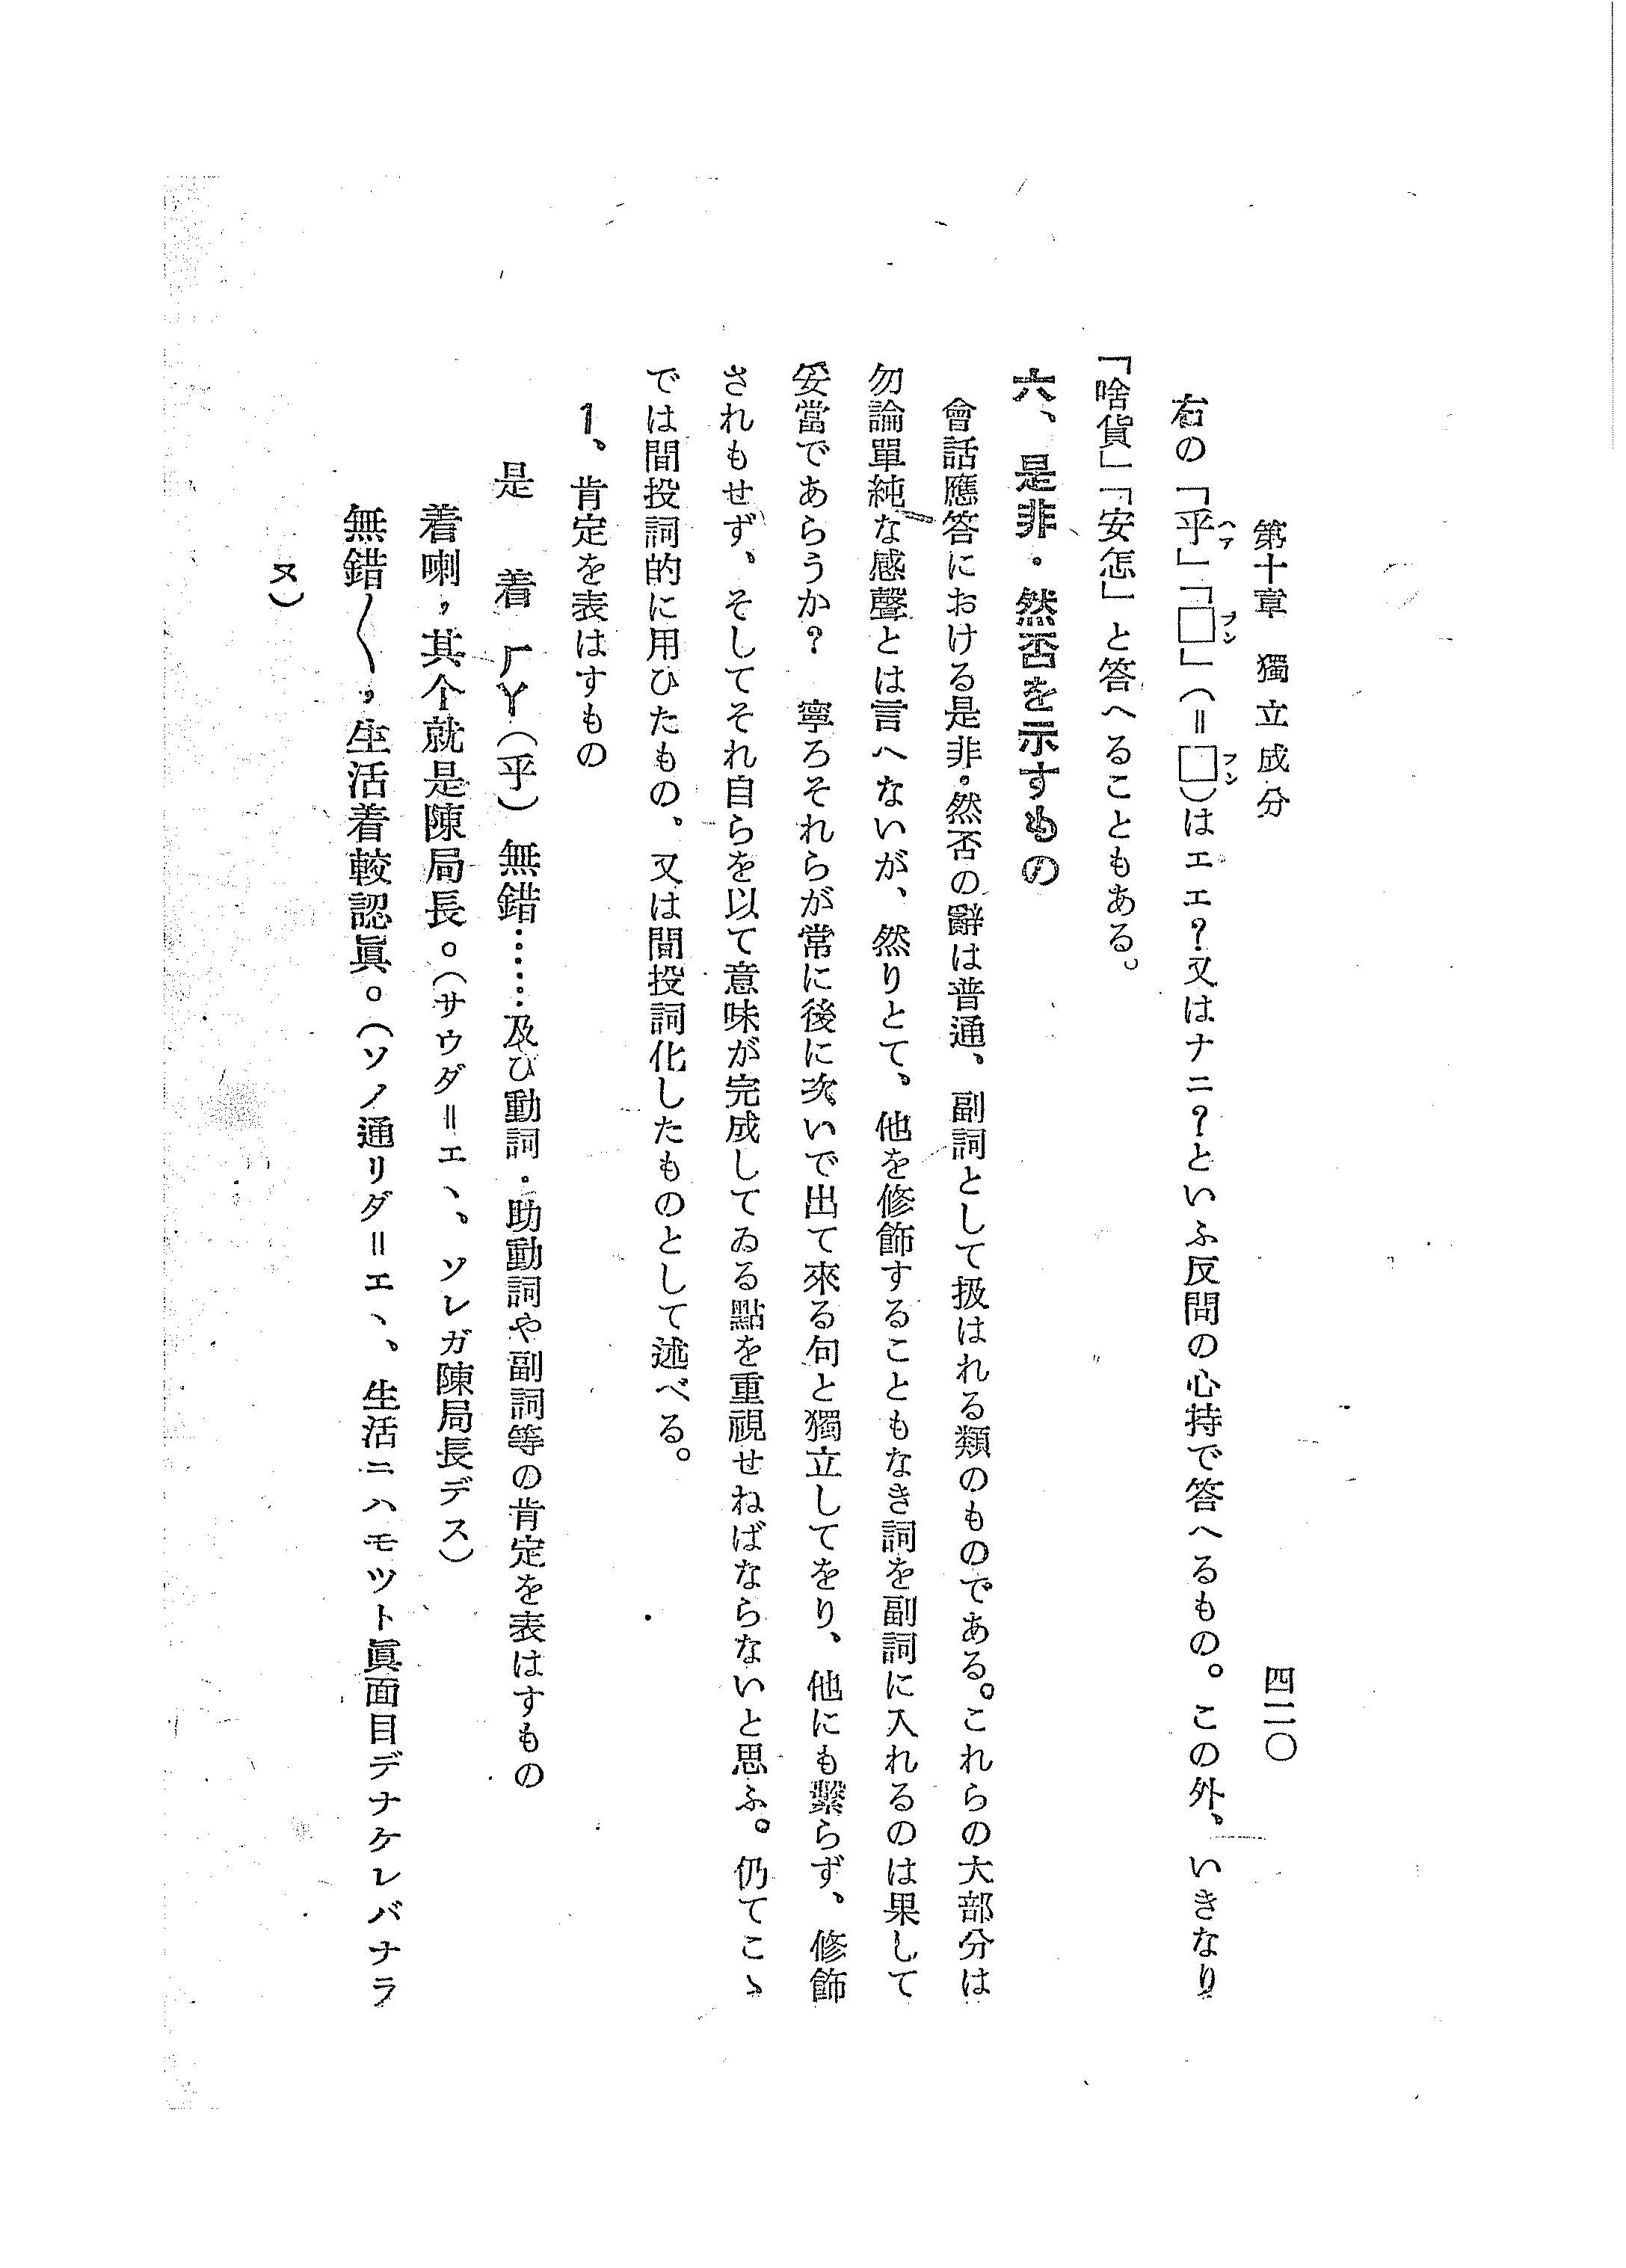 第十章 獨立成分 四二〇
右の「乎」「□」（＝□）はエエ？又はナニ？といふ反問の心持で答へるもの。この外、いきなり
「啥貨」「安怎」と答へることもある。
六、是非・然否を示すもの
會話應答における是非・然否の辭は普通、副詞として扱はれる類のものである。これらの大部分は
勿論單純な感聲とは言へないが、然りとて、他を修飾することもなき詞を副詞に入れるのは果して
妥當であらうか？　寧ろそれらが常に後に次いで出て來る句と獨立してをり、他にも繫らず、修飾
されもせず、そしてそれ自らを以て意味が完成してゐる點を重視せねばならないと思ふ。仍てこゝ
では間投詞的に用ひたもの、又は間投詞化したものとして述べる。
1、肯定を表はすもの
是　着　ㄏㄚ（乎）無錯……及び動詞・助動詞や副詞等の肯定を表はすもの
着喇，其个就是陳局長。（サウダ＝エヽ、ソレガ陳局長デス）
無錯〱，生活着較認眞。（ソノ通リダ＝エヽ、生活ニハモツト眞面目デナケレバナラ
ヌ）